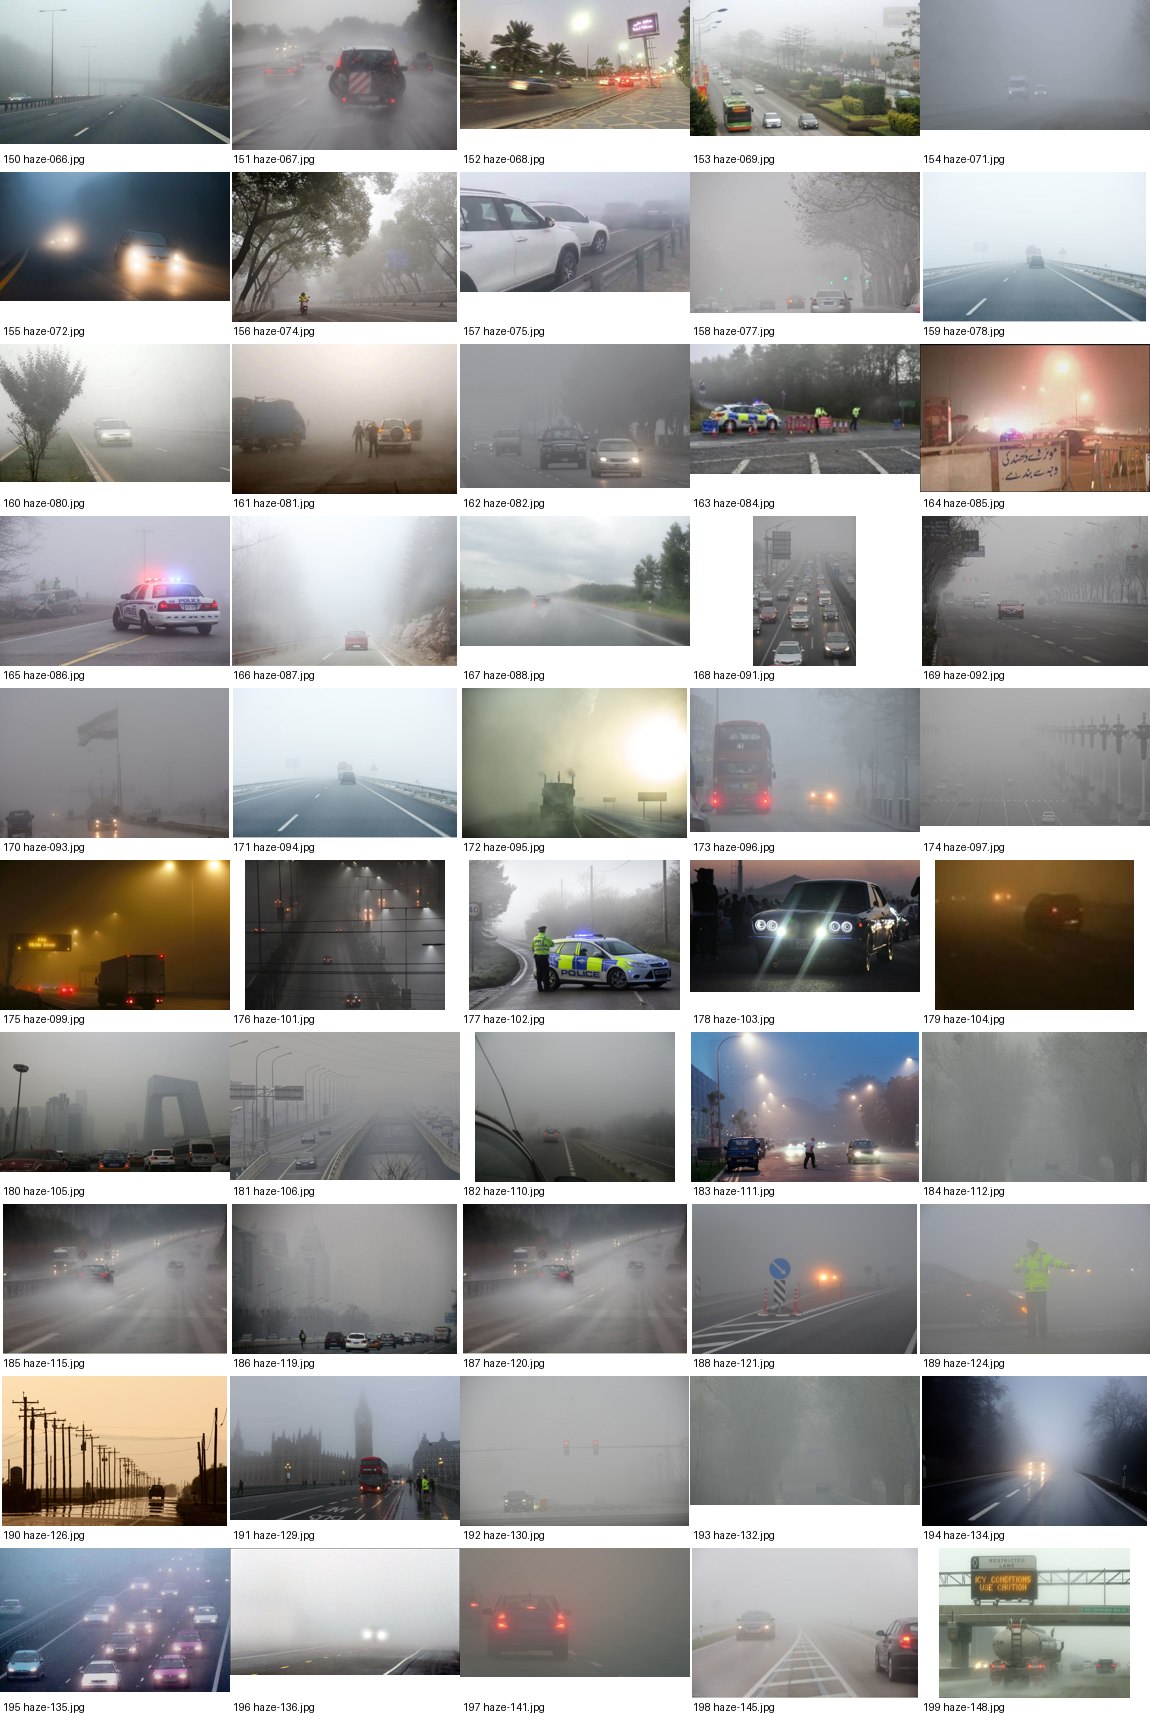 150 haze-066.jpg
151 haze-067.jpg
152 haze-068.jpg
153 haze-069.jpg
154 haze-071.jpg
155 haze-072.jpg
156 haze-074.jpg
157 haze-075.jpg
158 haze-077.jpg
159 haze-078.jpg
160 haze-080.jpg
161 haze-081.jpg
162 haze-082.jpg
163 haze-084.jpg
موٹروے دھند کی
وجہ سے بند ہے
164 haze-085.jpg
POLICE
165 haze-086.jpg
166 haze-087.jpg
167 haze-088.jpg
168 haze-091.jpg
169 haze-092.jpg
170 haze-093.jpg
171 haze-094.jpg
172 haze-095.jpg
173 haze-096.jpg
174 haze-097.jpg
175 haze-099.jpg
176 haze-101.jpg
POLICE
177 haze-102.jpg
178 haze-103.jpg
179 haze-104.jpg
180 haze-105.jpg
181 haze-106.jpg
182 haze-110.jpg
183 haze-111.jpg
184 haze-112.jpg
185 haze-115.jpg
186 haze-119.jpg
187 haze-120.jpg
188 haze-121.jpg
189 haze-124.jpg
190 haze-126.jpg
191 haze-129.jpg
192 haze-130.jpg
193 haze-132.jpg
194 haze-134.jpg
195 haze-135.jpg
196 haze-136.jpg
197 haze-141.jpg
198 haze-145.jpg
RESTRICTED
LANE
ICY CONDITIONS
USE CAUTION
199 haze-148.jpg